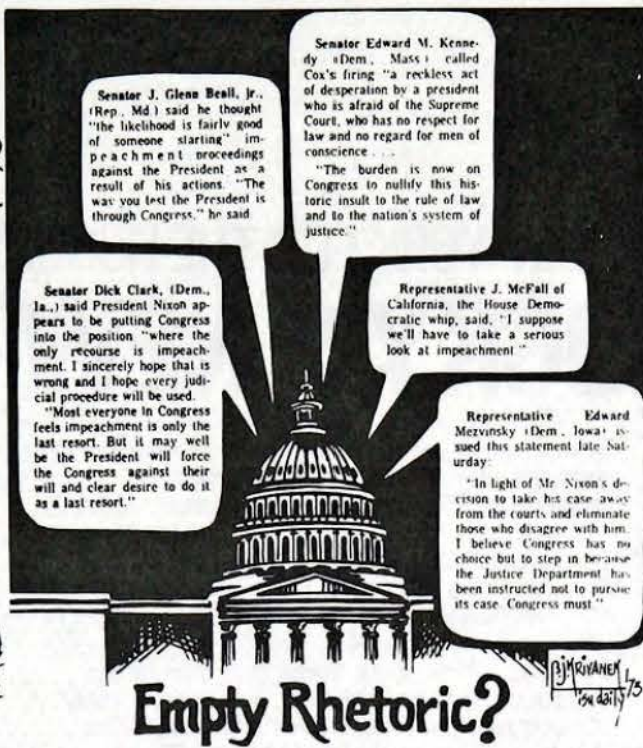 Senator J. Glenn Beall, Jr.,
(Rep., Md.) said he thought
"the likelihood is fairly good
of someone starting" im-
peachment proceedings
against the President as a
result of his actions. "The
way you test the President is
through Congress," he said.
Senator Edward M. Kenne-
dy (Dem., Mass.) called
Cox's firing "a reckless act
of desperation by a president
who is afraid of the Supreme
Court, who has no respect for
law and no regard for men of
conscience . . .
"The burden is now on
Congress to nullify this his-
toric insult to the rule of law
and to the nation's system of
justice."
Senator Dick Clark, (Dem.,
Ia.,) said President Nixon ap-
pears to be putting Congress
into the position "where the
only recourse is impeach-
ment. I sincerely hope that is
wrong and I hope every judi-
cial procedure will be used.
"Most everyone in Congress
feels impeachment is only the
last resort. But it may well
be the President will force
the Congress against their
will and clear desire to do it
as a last resort."
Representative J. McFall of
California, the House Demo-
cratic whip, said, "I suppose
we'll have to take a serious
look at impeachment."
Representative Edward
Mezvinsky (Dem., Iowa) is-
sued this statement late Sat-
urday:
"In light of Mr. Nixon's de-
cision to take his case away
from the courts and eliminate
those who disagree with him,
I believe Congress has no
choice but to step in because
the Justice Department has
been instructed not to pursue
its case. Congress must."
Empty Rhetoric?
B.J. KRIVANEK
isu daily